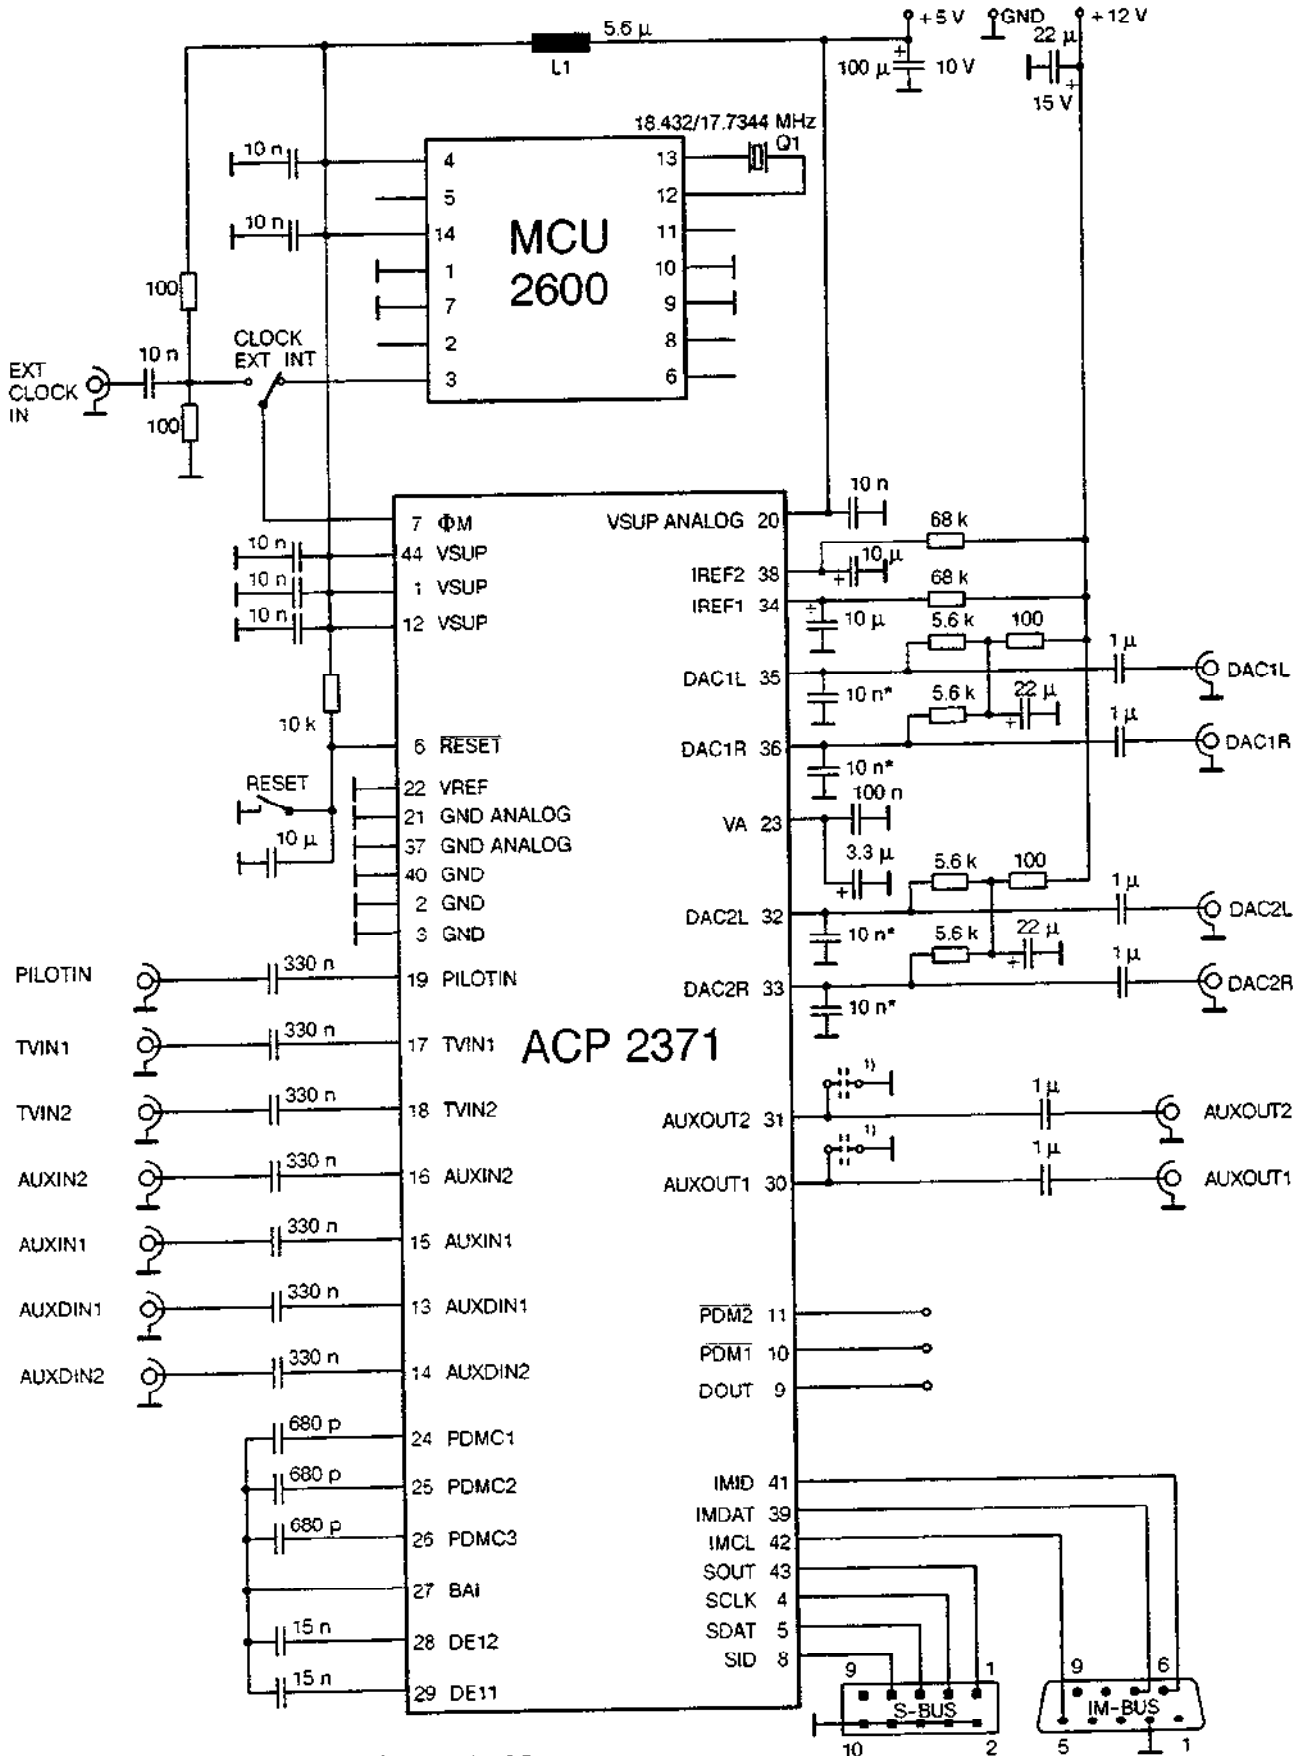 +5 V
GND
+12 V
5.6 µ
L1
100 µ
10 V
22 µ
15 V
18.432/17.7344 MHz
Q1
10 n
10 n
4
5
14
1
7
2
3
MCU
2600
13
12
11
10
9
8
6
100
EXT
CLOCK
IN
10 n
CLOCK
EXT INT
100
7 ΦM
10 n
44 VSUP
10 n
1 VSUP
10 n
12 VSUP
10 k
6 RESET
RESET
10 µ
22 VREF
21 GND ANALOG
37 GND ANALOG
40 GND
2 GND
3 GND
PILOTIN
330 n
19 PILOTIN
TVIN1
330 n
17 TVIN1
TVIN2
330 n
18 TVIN2
AUXIN2
330 n
16 AUXIN2
AUXIN1
330 n
15 AUXIN1
AUXDIN1
330 n
13 AUXDIN1
AUXDIN2
330 n
14 AUXDIN2
680 p
24 PDMC1
680 p
25 PDMC2
680 p
26 PDMC3
27 BAI
15 n
28 DE12
15 n
29 DE11
ACP 2371
VSUP ANALOG 20
10 n
68 k
IREF2 38
10 µ
68 k
IREF1 34
10 µ
5.6 k
100
DAC1L 35
1 µ
DAC1L
10 n*
5.6 k
22 µ
DAC1R 36
1 µ
DAC1R
10 n*
VA 23
100 n
3.3 µ
5.6 k
100
DAC2L 32
1 µ
DAC2L
10 n*
5.6 k
22 µ
DAC2R 33
1 µ
DAC2R
10 n*
1)
AUXOUT2 31
1 µ
AUXOUT2
1)
AUXOUT1 30
1 µ
AUXOUT1
PDM2 11
PDM1 10
DOUT 9
IMID 41
IMDAT 39
IMCL 42
SOUT 43
SCLK 4
SDAT 5
SID 8
9
1
S-BUS
10
2
9
6
IM-BUS
5
1